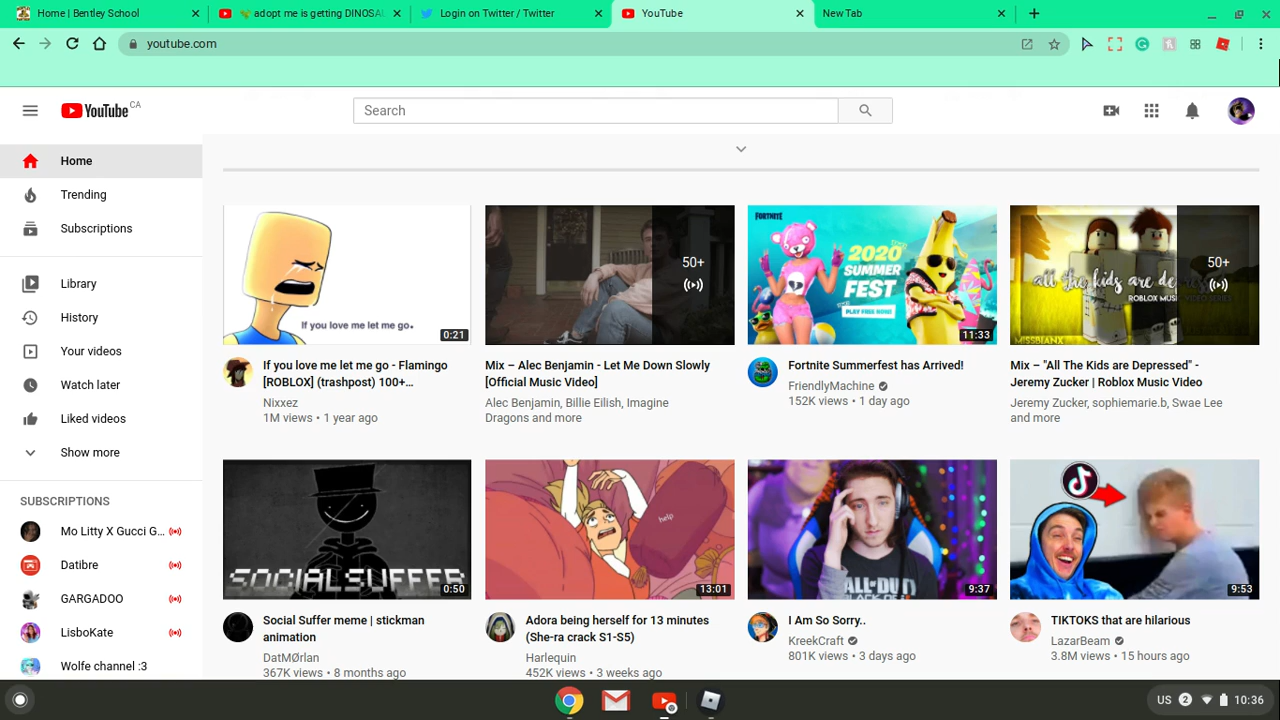 Home | Bentley School
adopt me is getting DINOSAU
Login on Twitter / Twitter
YouTube
New Tab
youtube.com
YouTube CA
Search
Home
Trending
Subscriptions
Library
History
Your videos
Watch later
Liked videos
Show more
SUBSCRIPTIONS
Mo Litty X Gucci G...
Datibre
GARGADOO
LisboKate
Wolfe channel :3
If you love me let me go.
0:21
If you love me let me go - Flamingo
[ROBLOX] (trashpost) 100+...
Nixxez
1M views • 1 year ago
50+
Mix – Alec Benjamin - Let Me Down Slowly
[Official Music Video]
Alec Benjamin, Billie Eilish, Imagine
Dragons and more
FORTNITE
2020
SUMMER
FEST
PLAY FREE NOW!
11:33
Fortnite Summerfest has Arrived!
FriendlyMachine
152K views • 1 day ago
50+
all the kids are de
ROBLOX MUSIC VIDEO SERIES
MISSBIANX
Mix – "All The Kids are Depressed" -
Jeremy Zucker | Roblox Music Video
Jeremy Zucker, sophiemarie.b, Swae Lee
and more
SOCIALSUFFER
0:50
Social Suffer meme | stickman
animation
DatMØrlan
367K views • 8 months ago
help
13:01
Adora being herself for 13 minutes
(She-ra crack S1-S5)
Harlequin
452K views • 3 weeks ago
CALL OF DUTY
9:37
I Am So Sorry..
KreekCraft
801K views • 3 days ago
9:53
TIKTOKS that are hilarious
LazarBeam
3.8M views • 15 hours ago
US 2 10:36